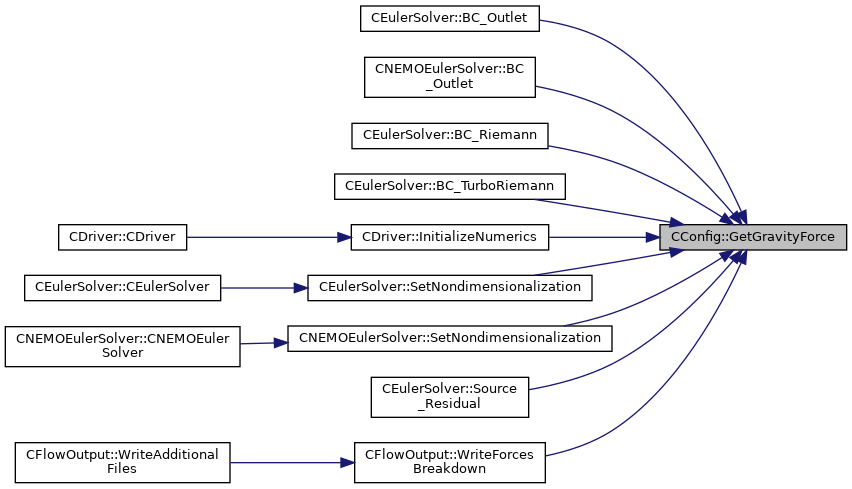 CEulerSolver::BC_Outlet
CNEMOEulerSolver::BC
_Outlet
CEulerSolver::BC_Riemann
CEulerSolver::BC_TurboRiemann
CDriver::CDriver
CDriver::InitializeNumerics
CConfig::GetGravityForce
CEulerSolver::CEulerSolver
CEulerSolver::SetNondimensionalization
CNEMOEulerSolver::CNEMOEuler
Solver
CNEMOEulerSolver::SetNondimensionalization
CEulerSolver::Source
_Residual
CFlowOutput::WriteAdditional
Files
CFlowOutput::WriteForces
Breakdown